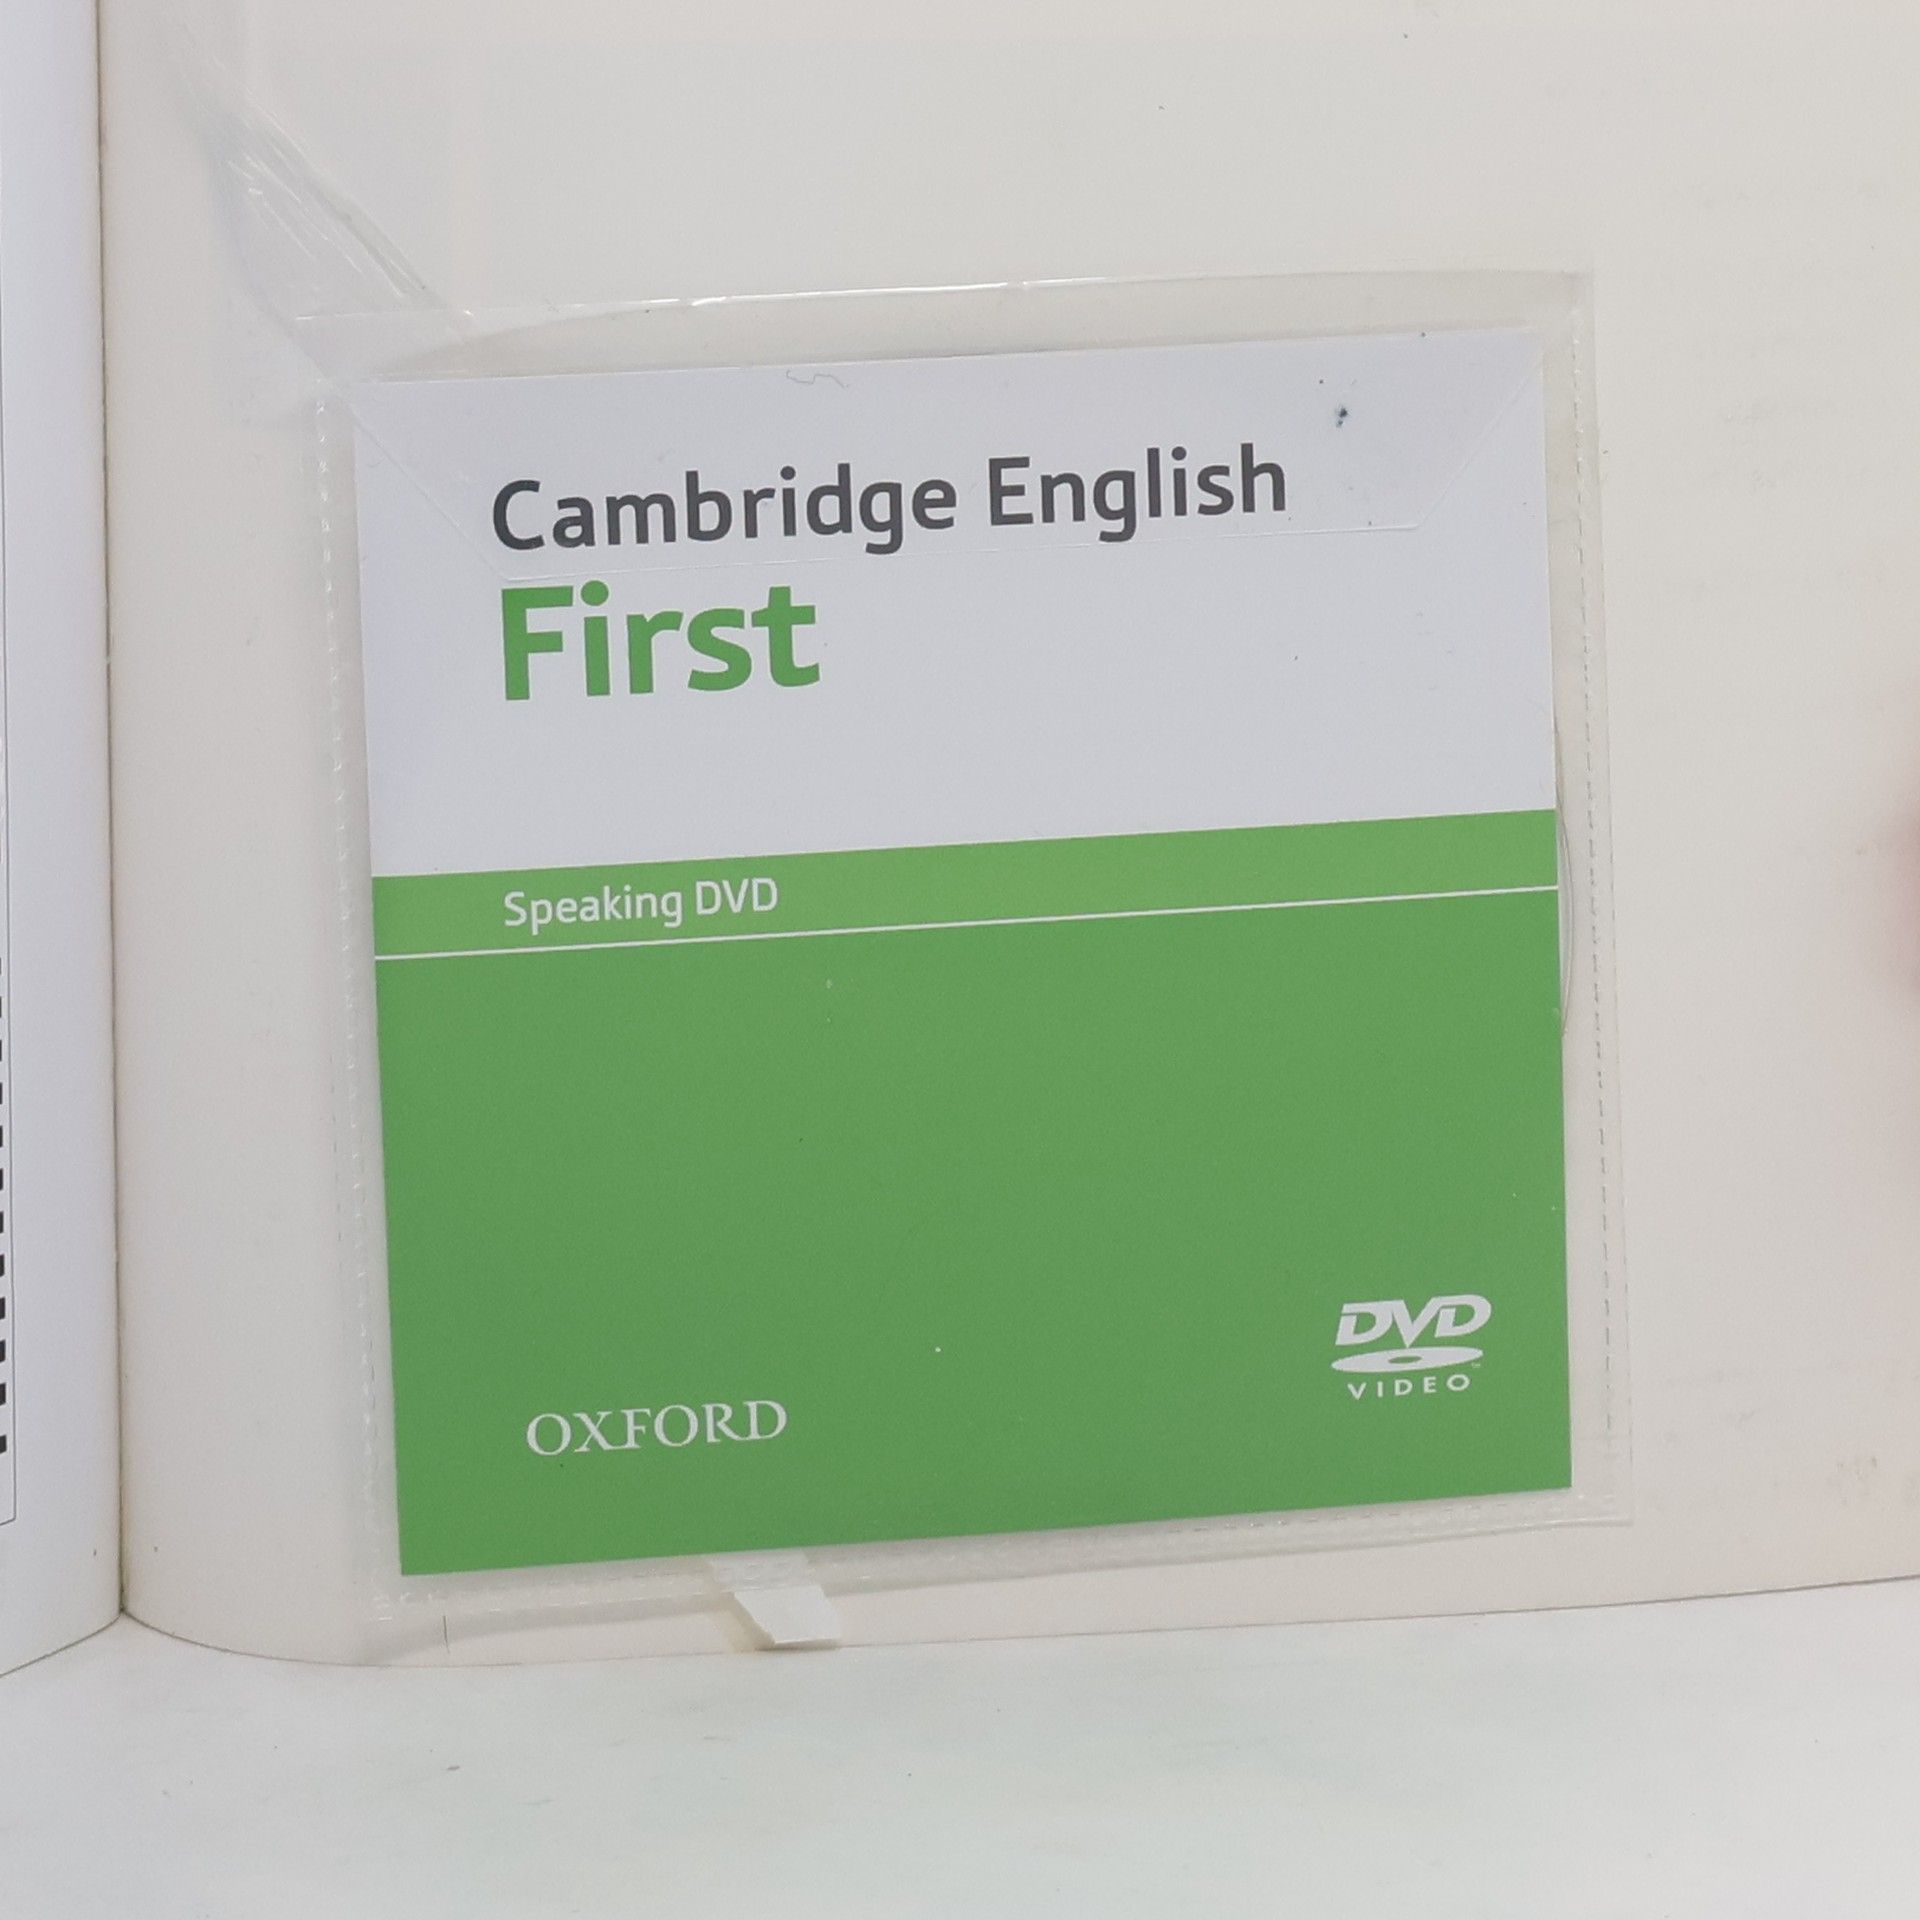 Cambridge English
First
Speaking DVD
DVD
VIDEO
OXFORD